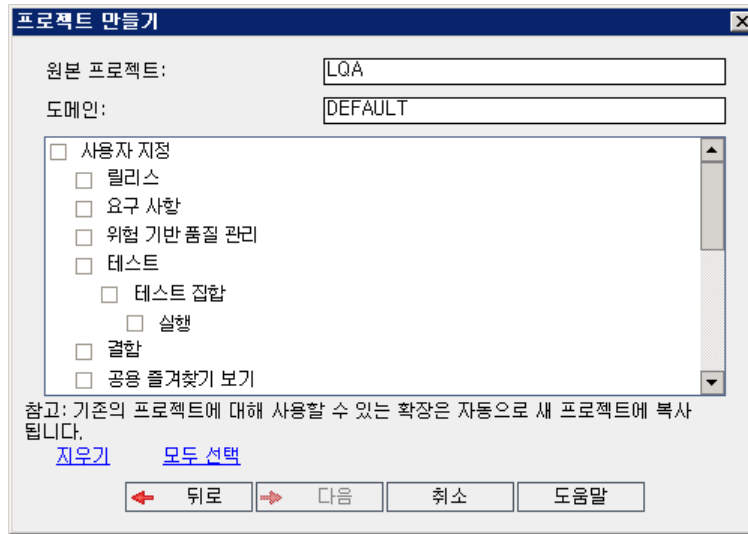 프로젝트 만들기
원본 프로젝트: LQA
도메인: DEFAULT
사용자 지정
릴리스
요구 사항
위험 기반 품질 관리
테스트
테스트 집합
실행
결함
공용 즐겨찾기 보기
참고: 기존의 프로젝트에 대해 사용할 수 있는 확장은 자동으로 새 프로젝트에 복사
됩니다.
지우기 모두 선택
뒤로 다음 취소 도움말